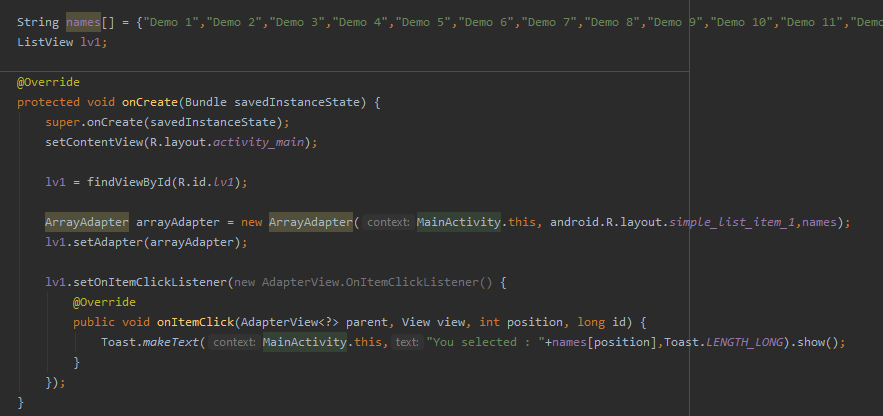 String names[] = {"Demo 1","Demo 2","Demo 3","Demo 4","Demo 5","Demo 6","Demo 7","Demo 8","Demo 9","Demo 10","Demo 11","Demo
ListView lv1;
@Override
protected void onCreate(Bundle savedInstanceState) {
super.onCreate(savedInstanceState);
setContentView(R.layout.activity_main);
lv1 = findViewById(R.id.lv1);
ArrayAdapter arrayAdapter = new ArrayAdapter( context: MainActivity.this, android.R.layout.simple_list_item_1,names);
lv1.setAdapter(arrayAdapter);
lv1.setOnItemClickListener(new AdapterView.OnItemClickListener() {
@Override
public void onItemClick(AdapterView<?> parent, View view, int position, long id) {
Toast.makeText( context: MainActivity.this, text: "You selected : "+names[position],Toast.LENGTH_LONG).show();
}
});
}